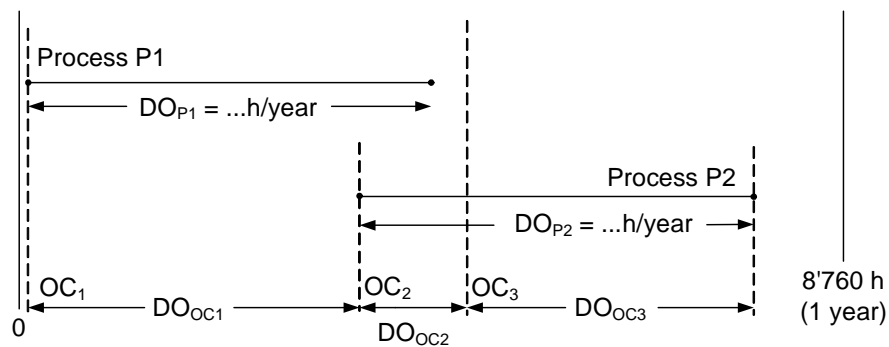 Process P1
DOP1 = ...h/year
Process P2
DOP2 = ...h/year
OC1
OC2
OC3
8'760 h
(1 year)
DOOC1
DOOC3
0
DOOC2